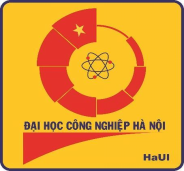 ĐẠI HỌC CÔNG NGHIỆP HÀ NỘI
HaUI